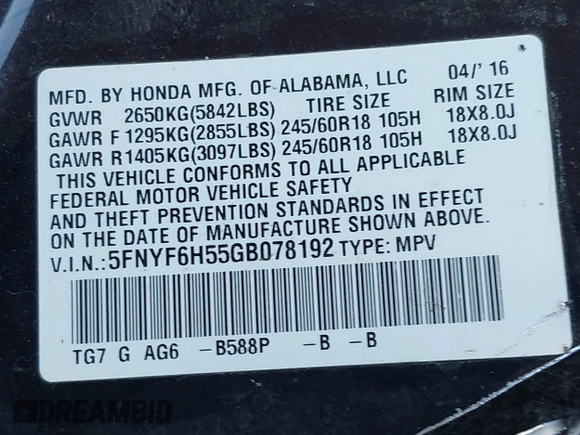 MFD. BY HONDA MFG. OF ALABAMA, LLC 04/'16
GVWR 2650KG(5842LBS) TIRE SIZE RIM SIZE
GAWR F 1295KG(2855LBS) 245/60R18 105H 18X8.0J
GAWR R 1405KG(3097LBS) 245/60R18 105H 18X8.0J
THIS VEHICLE CONFORMS TO ALL APPLICABLE
FEDERAL MOTOR VEHICLE SAFETY
AND THEFT PREVENTION STANDARDS IN EFFECT
ON THE DATE OF MANUFACTURE SHOWN ABOVE.
V.I.N.:5FNYF6H55GB078192 TYPE: MPV
TG7 G AG6 -B588P -B -B
DREAMBID